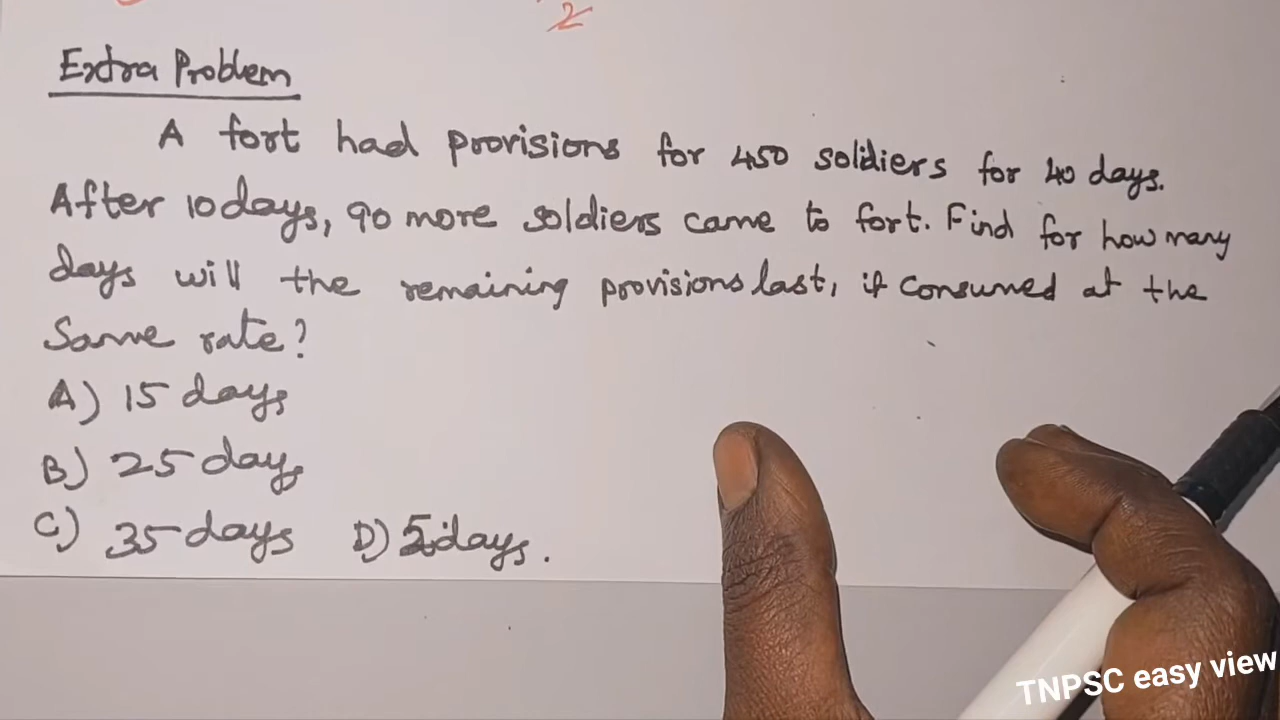 2
Extra Problem
A fort had provisions for 450 soldiers for 40 days.
After 10 days, 90 more soldiers came to fort. Find for how many
days will the remaining provisions last, if consumed at the
Same rate?
A) 15 days
B) 25 days
C) 35 days D) 5 days.
TNPSC easy view